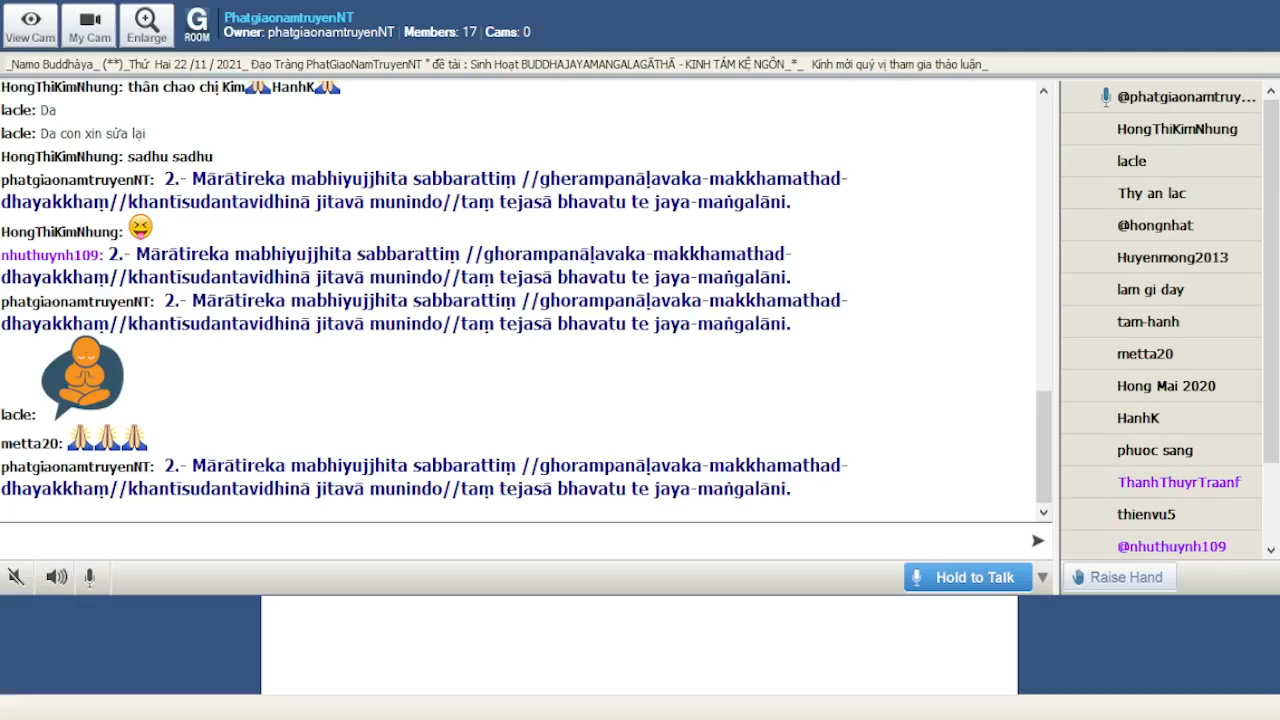 PhatgiaonamtruyenNT
Owner: phatgiaonamtruyenNT | Members: 17 | Cams: 0
View Cam
My Cam
Enlarge
G ROOM
_Namo Buddhàya_ (**)_Thứ Hai 22 /11 / 2021_ Đạo Tràng PhatGiaoNamTruyenNT " đề tài : Sinh Hoạt BUDDHAJAYAMANGALAGĀTHĀ - KINH TÁM KỆ NGÔN_*_ Kính mời quý vị tham gia thảo luận_
HongThiKimNhung: thân chao chị Kim🙏HanhK🙏
lacle: Da
lacle: Da con xin sửa lại
HongThiKimNhung: sadhu sadhu
phatgiaonamtruyenNT: 2.- Mārātireka mabhiyujjhita sabbarattiṃ //gherampanāḷavaka-makkhamathad-
dhayakkhaṃ//khantīsudantavidhinā jitavā munindo//taṃ tejasā bhavatu te jaya-maṅgalāni.
HongThiKimNhung:
nhuthuynh109: 2.- Mārātireka mabhiyujjhita sabbarattiṃ //ghorampanāḷavaka-makkhamathad-
dhayakkhaṃ//khantīsudantavidhinā jitavā munindo//taṃ tejasā bhavatu te jaya-maṅgalāni.
phatgiaonamtruyenNT: 2.- Mārātireka mabhiyujjhita sabbarattiṃ //ghorampanāḷavaka-makkhamathad-
dhayakkhaṃ//khantīsudantavidhinā jitavā munindo//taṃ tejasā bhavatu te jaya-maṅgalāni.
lacle:
metta20: 🙏🙏🙏
phatgiaonamtruyenNT: 2.- Mārātireka mabhiyujjhita sabbarattiṃ //ghorampanāḷavaka-makkhamathad-
dhayakkhaṃ//khantīsudantavidhinā jitavā munindo//taṃ tejasā bhavatu te jaya-maṅgalāni.
@phatgiaonamtruy...
HongThiKimNhung
lacle
Thy an lac
@hongnhat
Huyenmong2013
lam gi day
tam-hanh
metta20
Hong Mai 2020
HanhK
phuoc sang
ThanhThuyrTraanf
thienvu5
@nhuthuynh109
Hold to Talk
Raise Hand